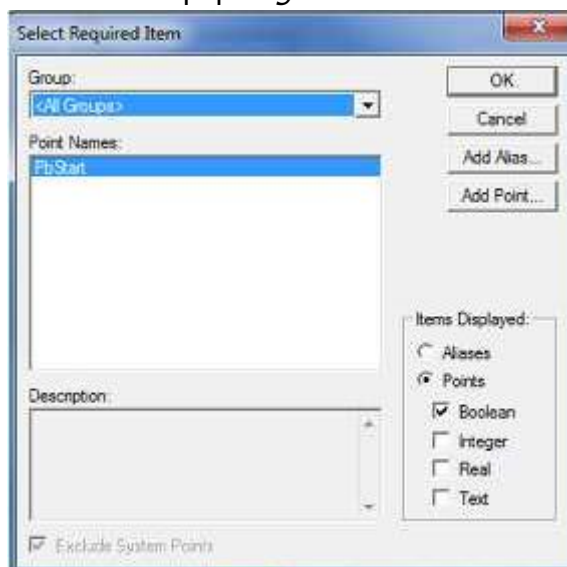 Select Required Item
Group:
<All Groups>
Point Names:
PbStart
OK
Cancel
Add Alias...
Add Point...
Items Displayed:
Aliases
Points
Boolean
Integer
Real
Text
Description:
Exclude System Points